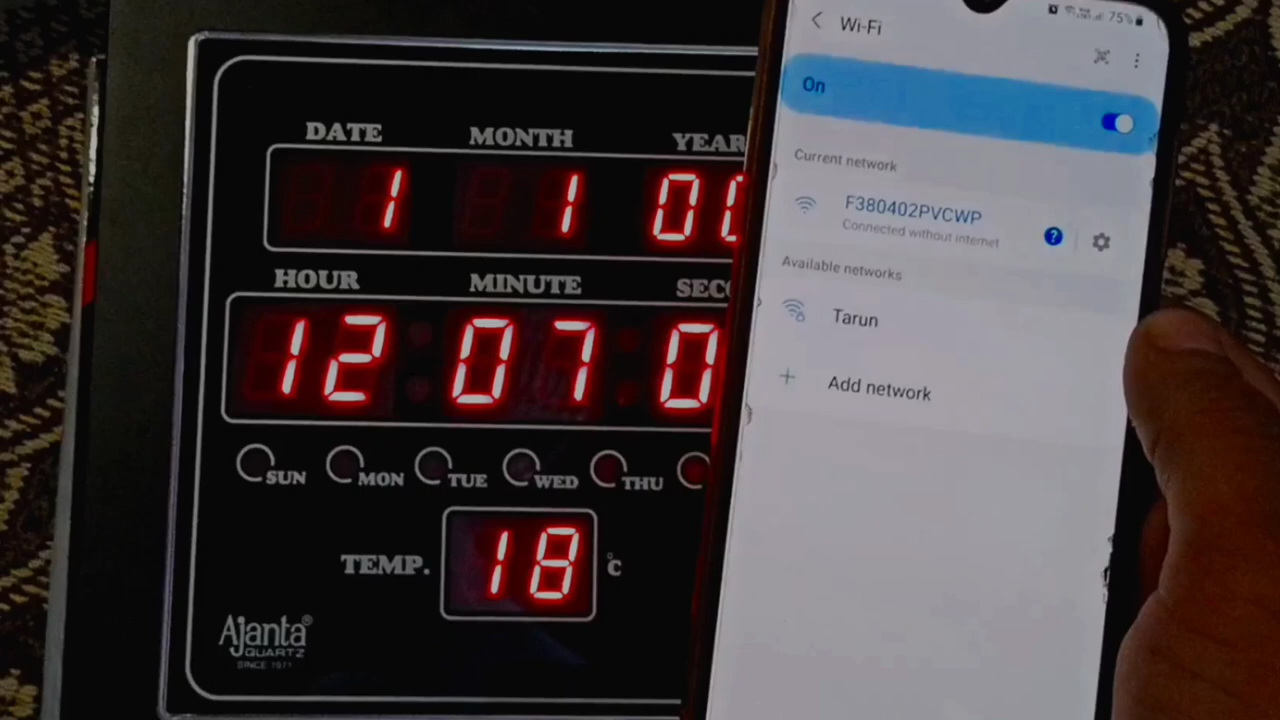 DATE MONTH YEAR
1 1 00
HOUR MINUTE
12 07 0
SUN MON TUE WED THU
TEMP. 18 °C
Ajanta®
QUARTZ
SINCE 1971
75%
Wi-Fi
On
Current network
F380402PVCWP
Connected without internet
?
Available networks
Tarun
+ Add network